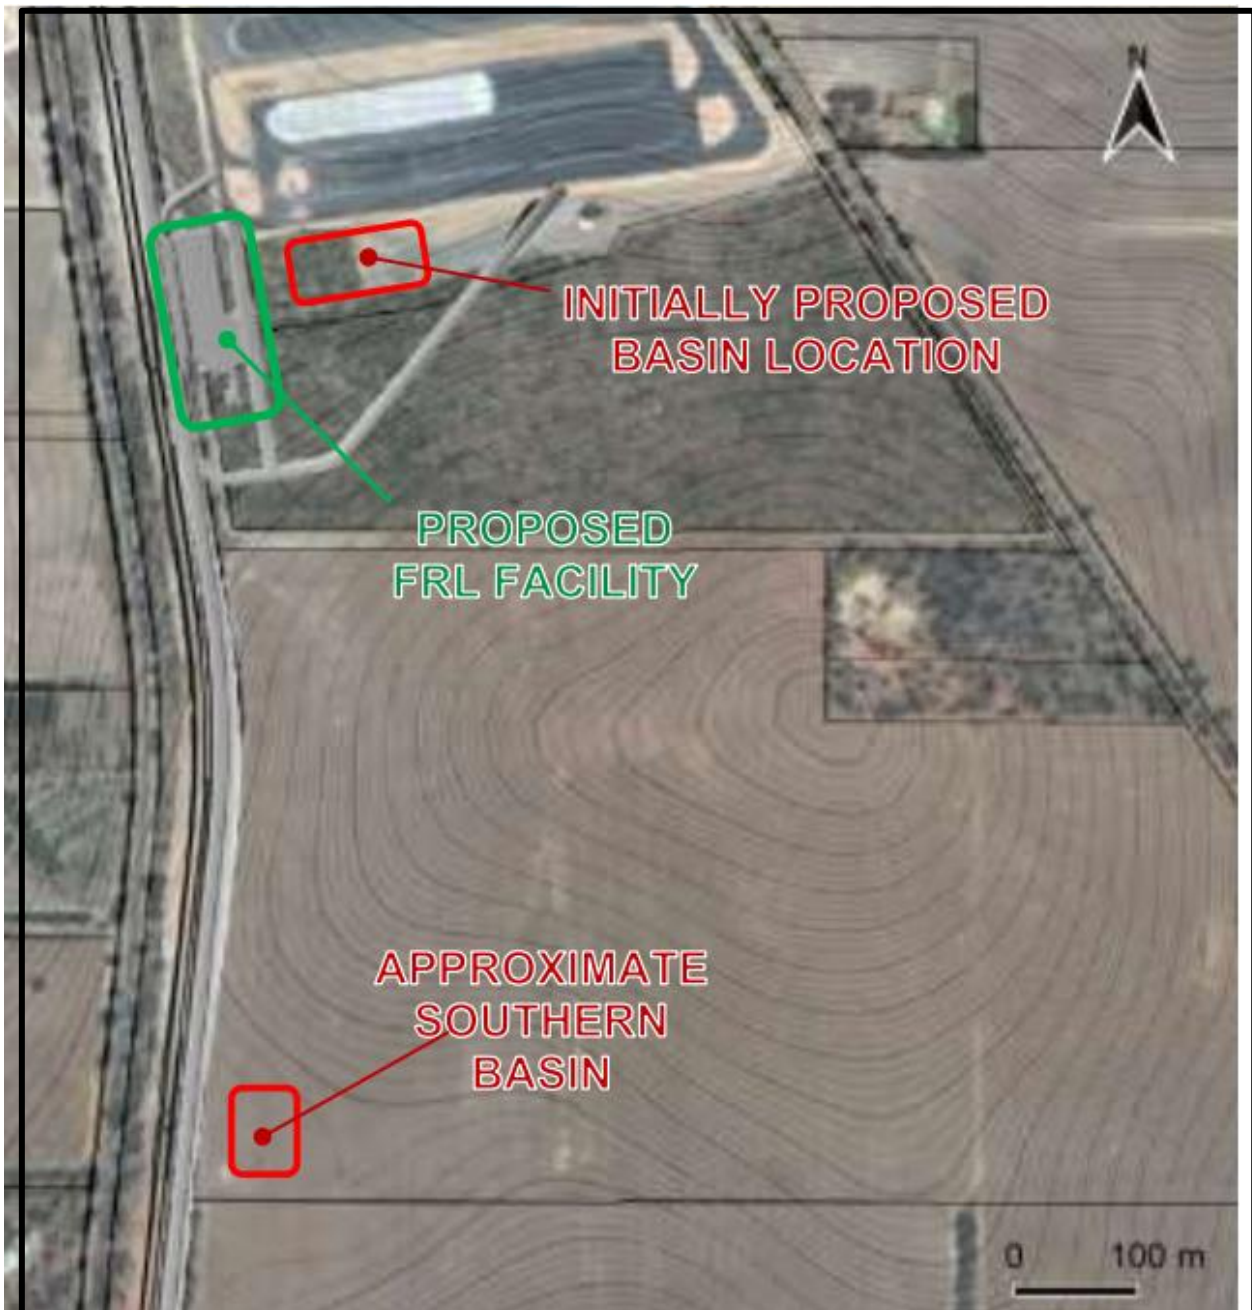 N
INITIALLY PROPOSED
BASIN LOCATION
PROPOSED
FRL FACILITY
APPROXIMATE
SOUTHERN
BASIN
0 100 m